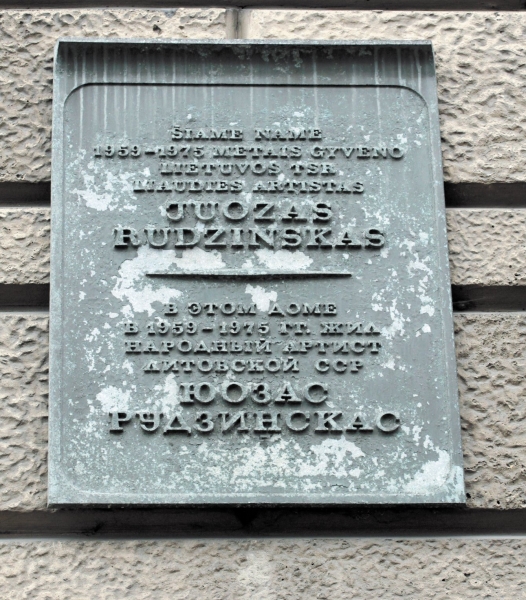 ŠIAME NAME
1959-1975 METAIS GYVENO
LIETUVOS TSR
LIAUDIES ARTISTAS
JUOZAS
RUDZINSKAS
В ЭТОМ ДОМЕ
В 1959-1975 ГГ. ЖИЛ
НАРОДНЫЙ АРТИСТ
ЛИТОВСКОЙ ССР
ЮОЗАС
РУДЗИНСКАС